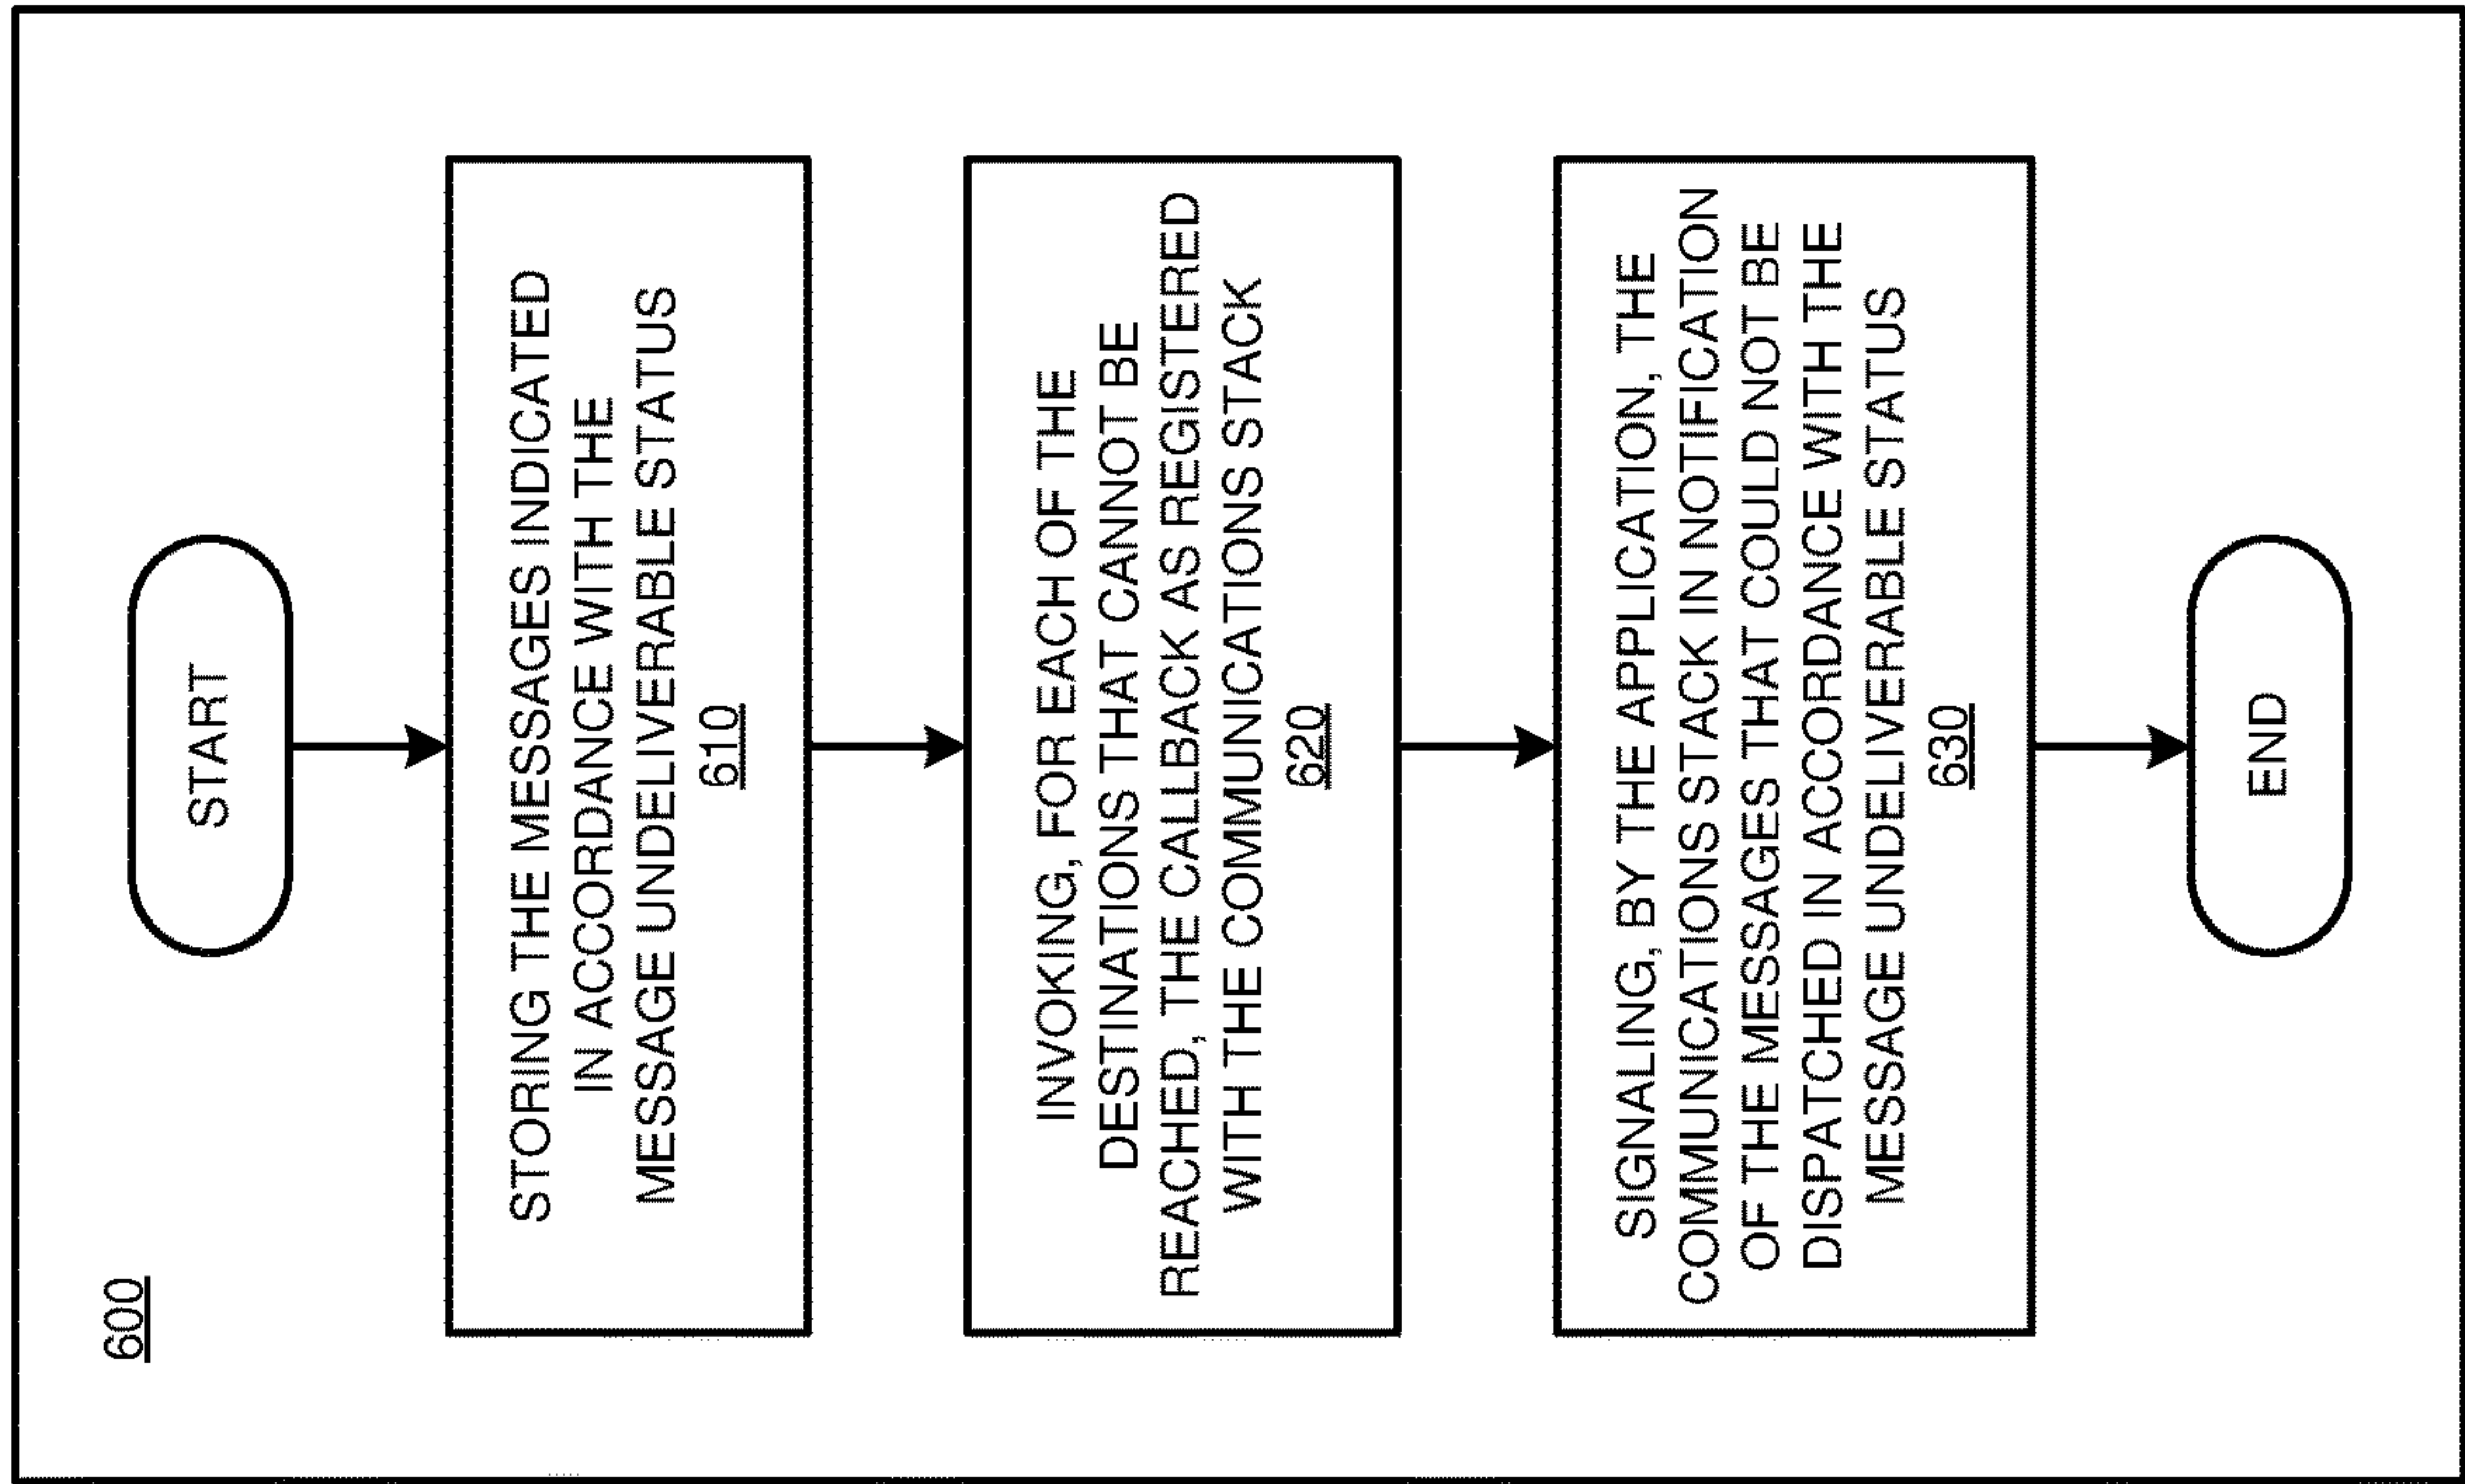 600
START
STORING THE MESSAGES INDICATED
IN ACCORDANCE WITH THE
MESSAGE UNDELIVERABLE STATUS
610
INVOKING, FOR EACH OF THE
DESTINATIONS THAT CANNOT BE
REACHED, THE CALLBACK AS REGISTERED
WITH THE COMMUNICATIONS STACK
620
SIGNALING, BY THE APPLICATION, THE
COMMUNICATIONS STACK IN NOTIFICATION
OF THE MESSAGES THAT COULD NOT BE
DISPATCHED IN ACCORDANCE WITH THE
MESSAGE UNDELIVERABLE STATUS
630
END